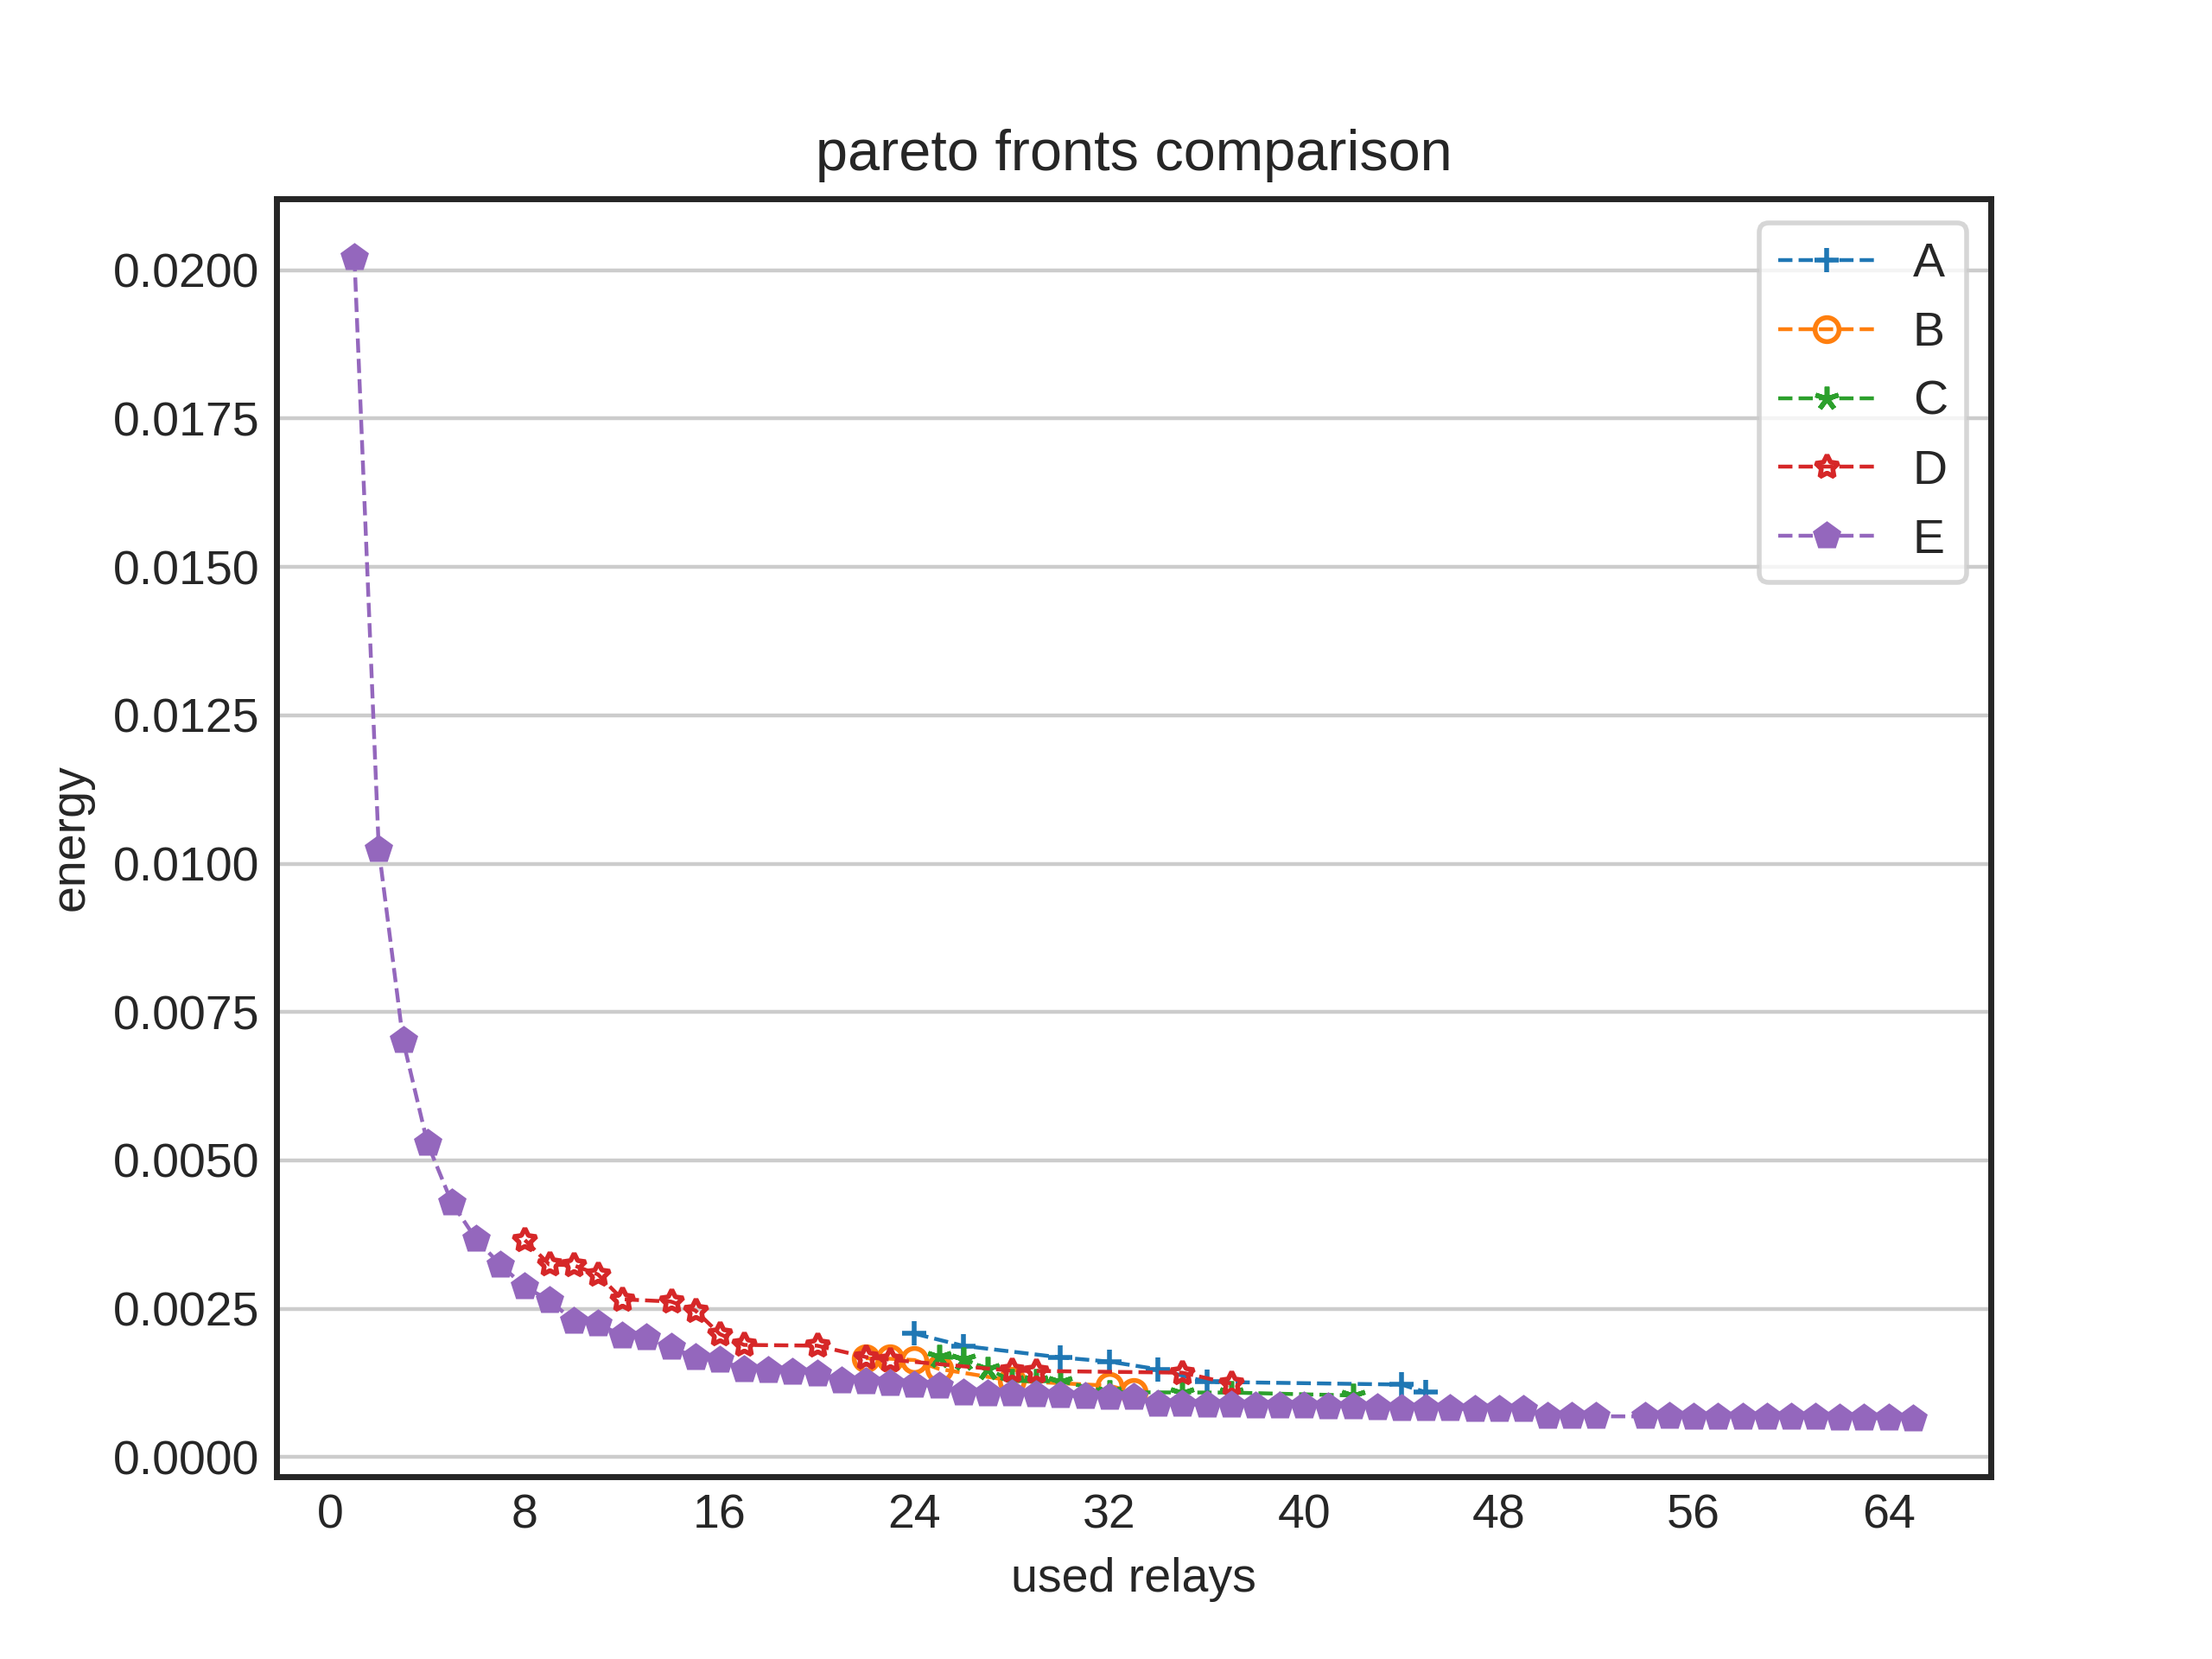 pareto fronts comparison
0.0200
0.0175
0.0150
0.0125
0.0100
0.0075
0.0050
0.0025
0.0000
energy
A
B
C
D
E
0 8 16 24 32 40 48 56 64
used relays